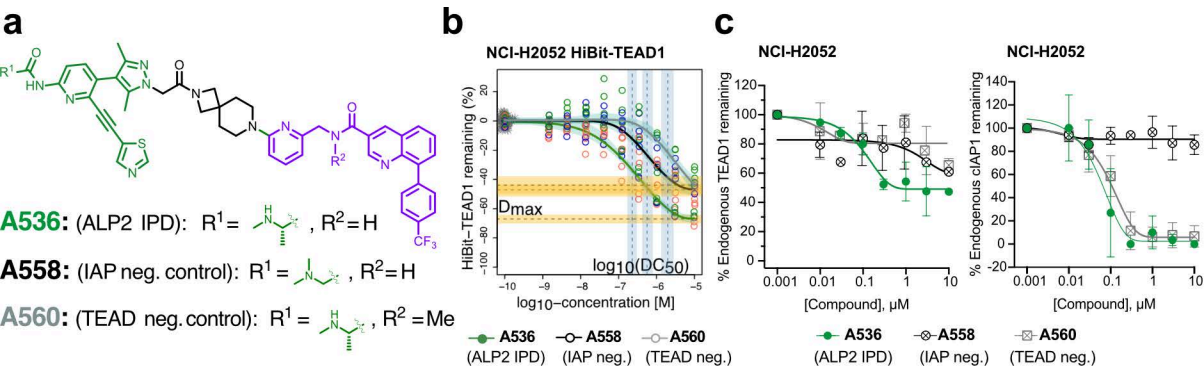 a
R1
O
HN
N
N
N
O
N
N
S
N
N
N
R2
O
N
CF3
A536: (ALP2 IPD): R1= H N , R2=H
A558: (IAP neg. control): R1= N , R2=H
A560: (TEAD neg.control): R1 = H N , R2=Me
b
NCI-H2052 HiBit-TEAD1
HiBit−TEAD1 remaining (%)
20
0
−20
−40
−60
−80
−100
Dmax
log10(DC50)
−10 −9 −8 −7 −6 −5
log10−concentration [M]
A536 A558 A560
(ALP2 IPD) (IAP neg.) (TEAD neg.)
c
NCI-H2052
% Endogenous TEAD1 remaining
120
100
80
60
40
20
0
0.001 0.01 0.1 1 10
[Compound], µM
NCI-H2052
% Endogenous cIAP1 remaining
140
120
100
80
60
40
20
0
-20
0.001 0.01 0.1 1 10
[Compound], µM
A536 A558 A560
(ALP2 IPD) (IAP neg.) (TEAD neg.)